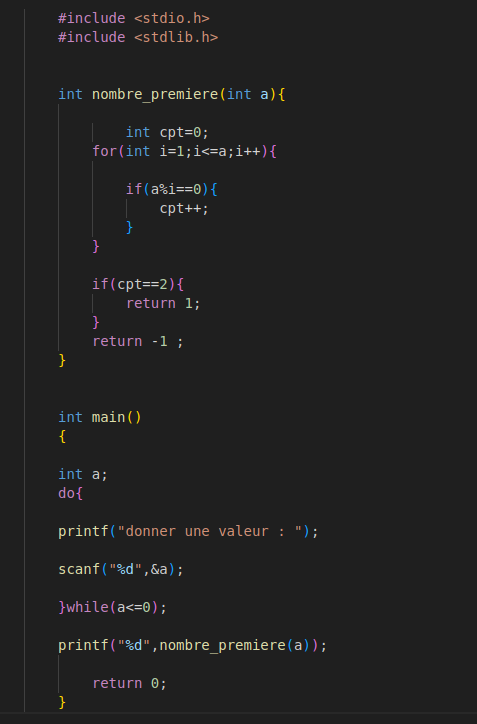 #include <stdio.h>
#include <stdlib.h>
int nombre_premiere(int a){
int cpt=0;
for(int i=1;i<=a;i++){
if(a%i==0){
cpt++;
}
}
if(cpt==2){
return 1;
}
return -1 ;
}
int main()
{
int a;
do{
printf("donner une valeur : ");
scanf("%d",&a);
}while(a<=0);
printf("%d",nombre_premiere(a));
return 0;
}